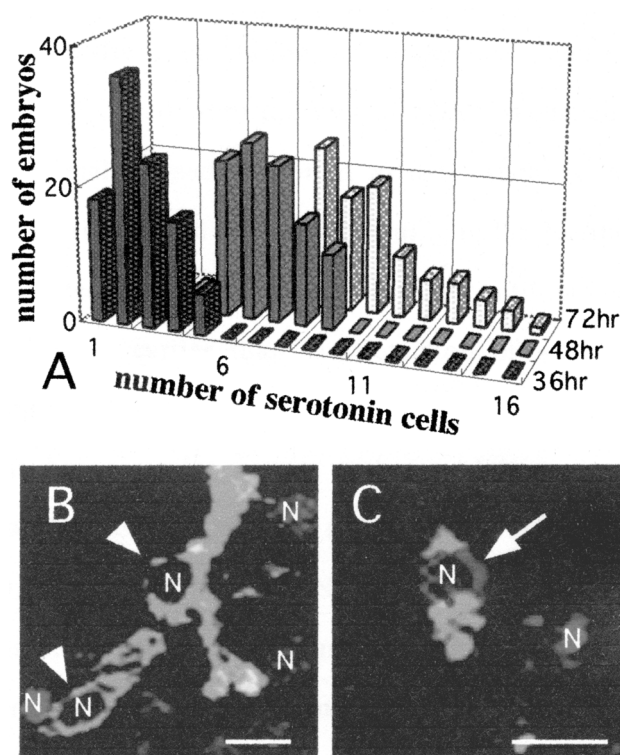 number of embryos
40
20
0
1
6
11
16
72hr
48hr
36hr
number of serotonin cells
A
B
N
N
N
N
N
C
N
N